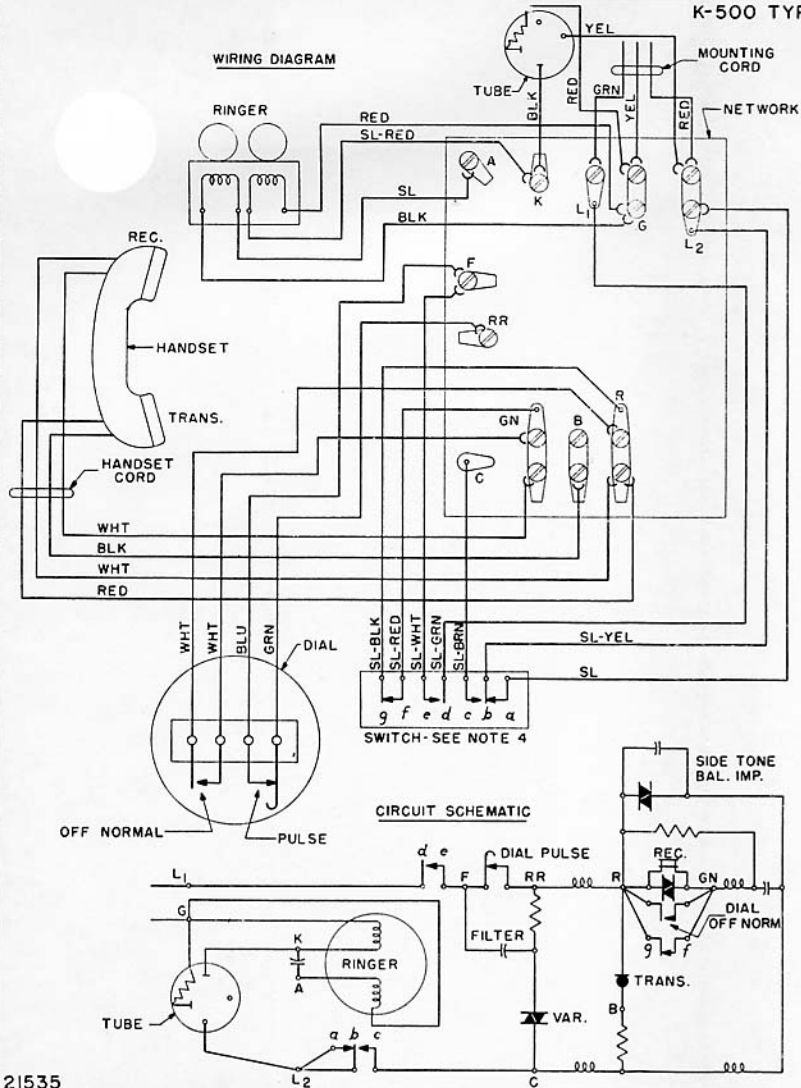 K-500 TYP
WIRING DIAGRAM
RINGER
TUBE
BLK
RED
YEL
GRN
YEL
RED
MOUNTING
CORD
NETWORK
RED
SL-RED
SL
BLK
A
K
L1
G
L2
REC.
HANDSET
TRANS.
HANDSET
CORD
F
RR
GN
B
R
C
WHT
BLK
WHT
RED
WHT
WHT
BLU
GRN
DIAL
SL-BLK
SL-RED
SL-WHT
SL-GRN
SL-BRN
SL-YEL
SL
g f e d c b a
SWITCH-SEE NOTE 4
OFF NORMAL
PULSE
CIRCUIT SCHEMATIC
SIDE TONE
BAL. IMP.
L1
d e
F
DIAL PULSE
RR
R
REC.
GN
DIAL
OFF NORM
g f
G
K
A
RINGER
FILTER
TRANS.
B
VAR.
TUBE
a b c
L2
C
21535